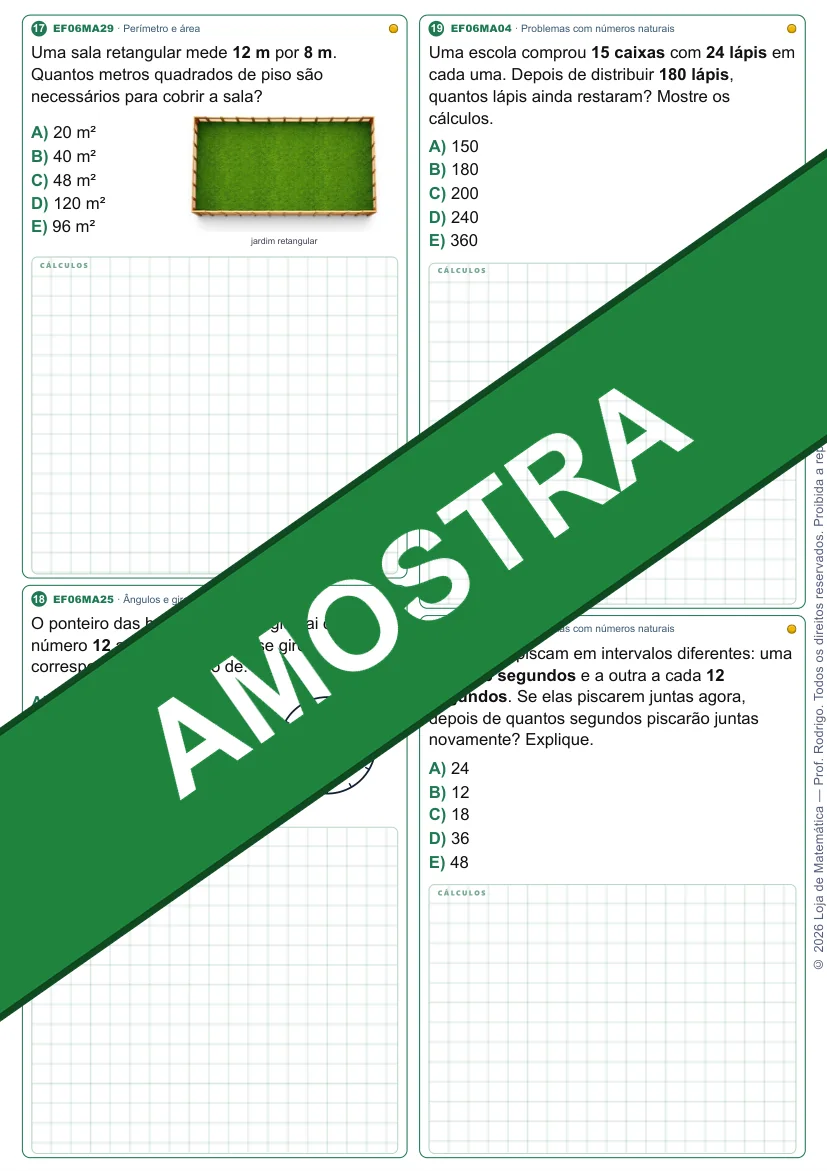 17 EF06MA29 · Perímetro e área
Uma sala retangular mede 12 m por 8 m.
Quantos metros quadrados de piso são
necessários para cobrir a sala?
A) 20 m²
B) 40 m²
C) 48 m²
D) 120 m²
E) 96 m²
jardim retangular
CÁLCULOS
18 EF06MA25 · Ângulos e
O ponteiro das
número 12
de:
19 EF06MA04 · Problemas com números naturais
Uma escola comprou 15 caixas com 24 lápis em
cada uma. Depois de distribuir 180 lápis,
quantos lápis ainda restaram? Mostre os
cálculos.
A) 150
B) 180
C) 200
D) 240
E) 360
CÁLCULOS
com números naturais
piscam em intervalos diferentes: uma
segundos e a outra a cada 12
segundos. Se elas piscarem juntas agora,
depois de quantos segundos piscarão juntas
novamente? Explique.
A) 24
B) 12
C) 18
D) 36
E) 48
CÁLCULOS
AMOSTRA
© 2026 Loja de Matemática — Prof. Rodrigo. Todos os direitos reservados. Proibida a